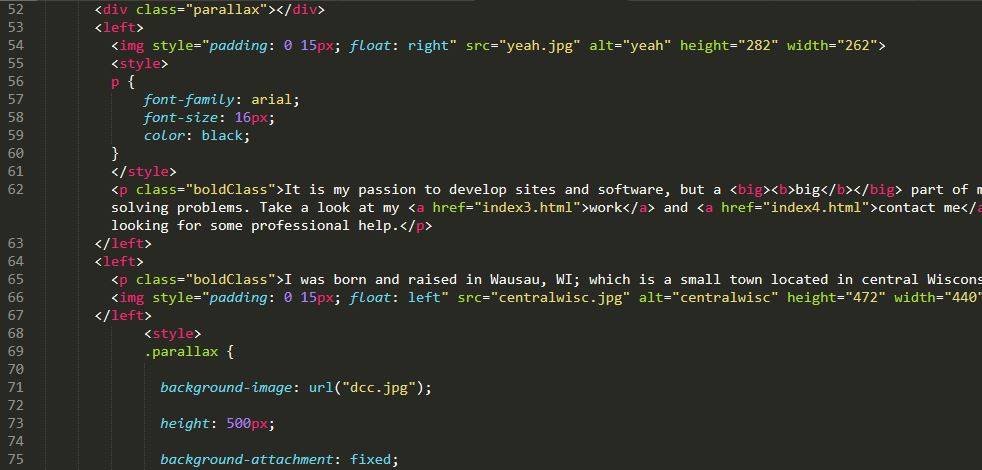 52 <div class="parallax"></div>
53 <left>
54 <img style="padding: 0 15px; float: right" src="yeah.jpg" alt="yeah" height="282" width="262">
55 <style>
56 p {
57 font-family: arial;
58 font-size: 16px;
59 color: black;
60 }
61 </style>
62 <p class="boldClass">It is my passion to develop sites and software, but a <big><b>big</b></big> part of
solving problems. Take a look at my <a href="index3.html">work</a> and <a href="index4.html">contact me</
looking for some professional help.</p>
63 </left>
64 <left>
65 <p class="boldClass">I was born and raised in Wausau, WI; which is a small town located in central Wiscons
66 <img style="padding: 0 15px; float: left" src="centralwisc.jpg" alt="centralwisc" height="472" width="440"
67 </left>
68 <style>
69 .parallax {
70
71 background-image: url("dcc.jpg");
72
73 height: 500px;
74
75 background-attachment: fixed;